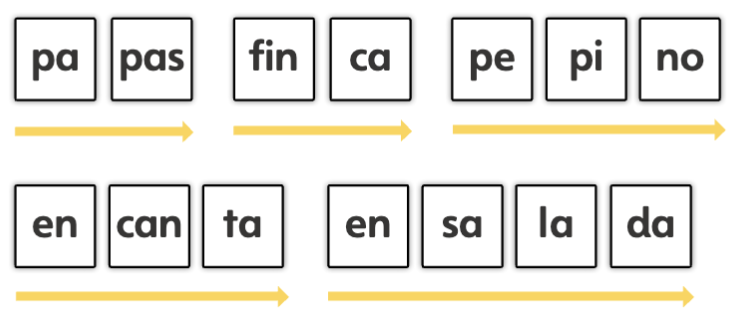 pa pas fin ca pe pi no
en can ta en sa la da